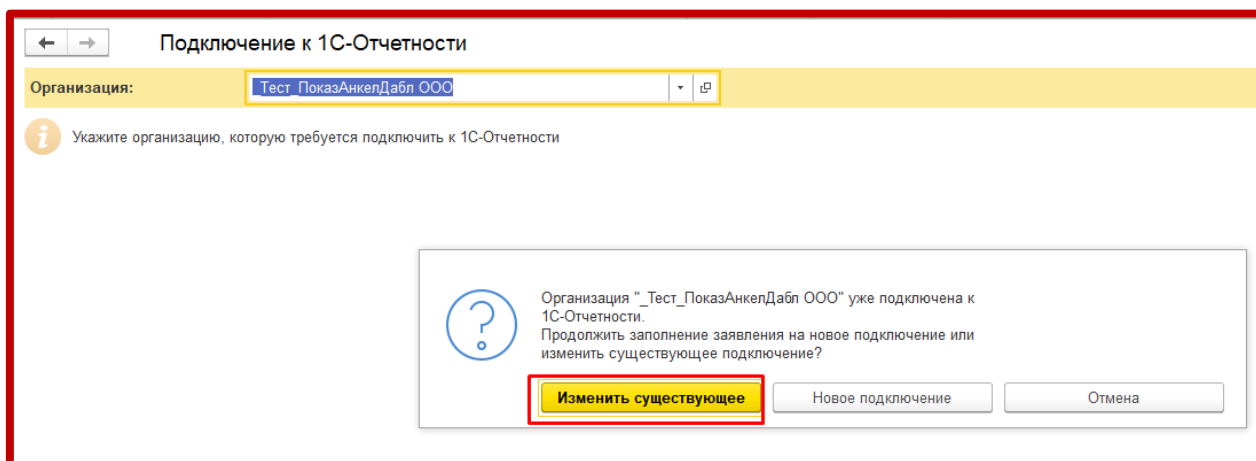 Подключение к 1С-Отчетности
Организация:
_Тест_ПоказАнкелДабл ООО
Укажите организацию, которую требуется подключить к 1С-Отчетности
Организация "_Тест_ПоказАнкелДабл ООО" уже подключена к
1С-Отчетности.
Продолжить заполнение заявления на новое подключение или
изменить существующее подключение?
Изменить существующее
Новое подключение
Отмена